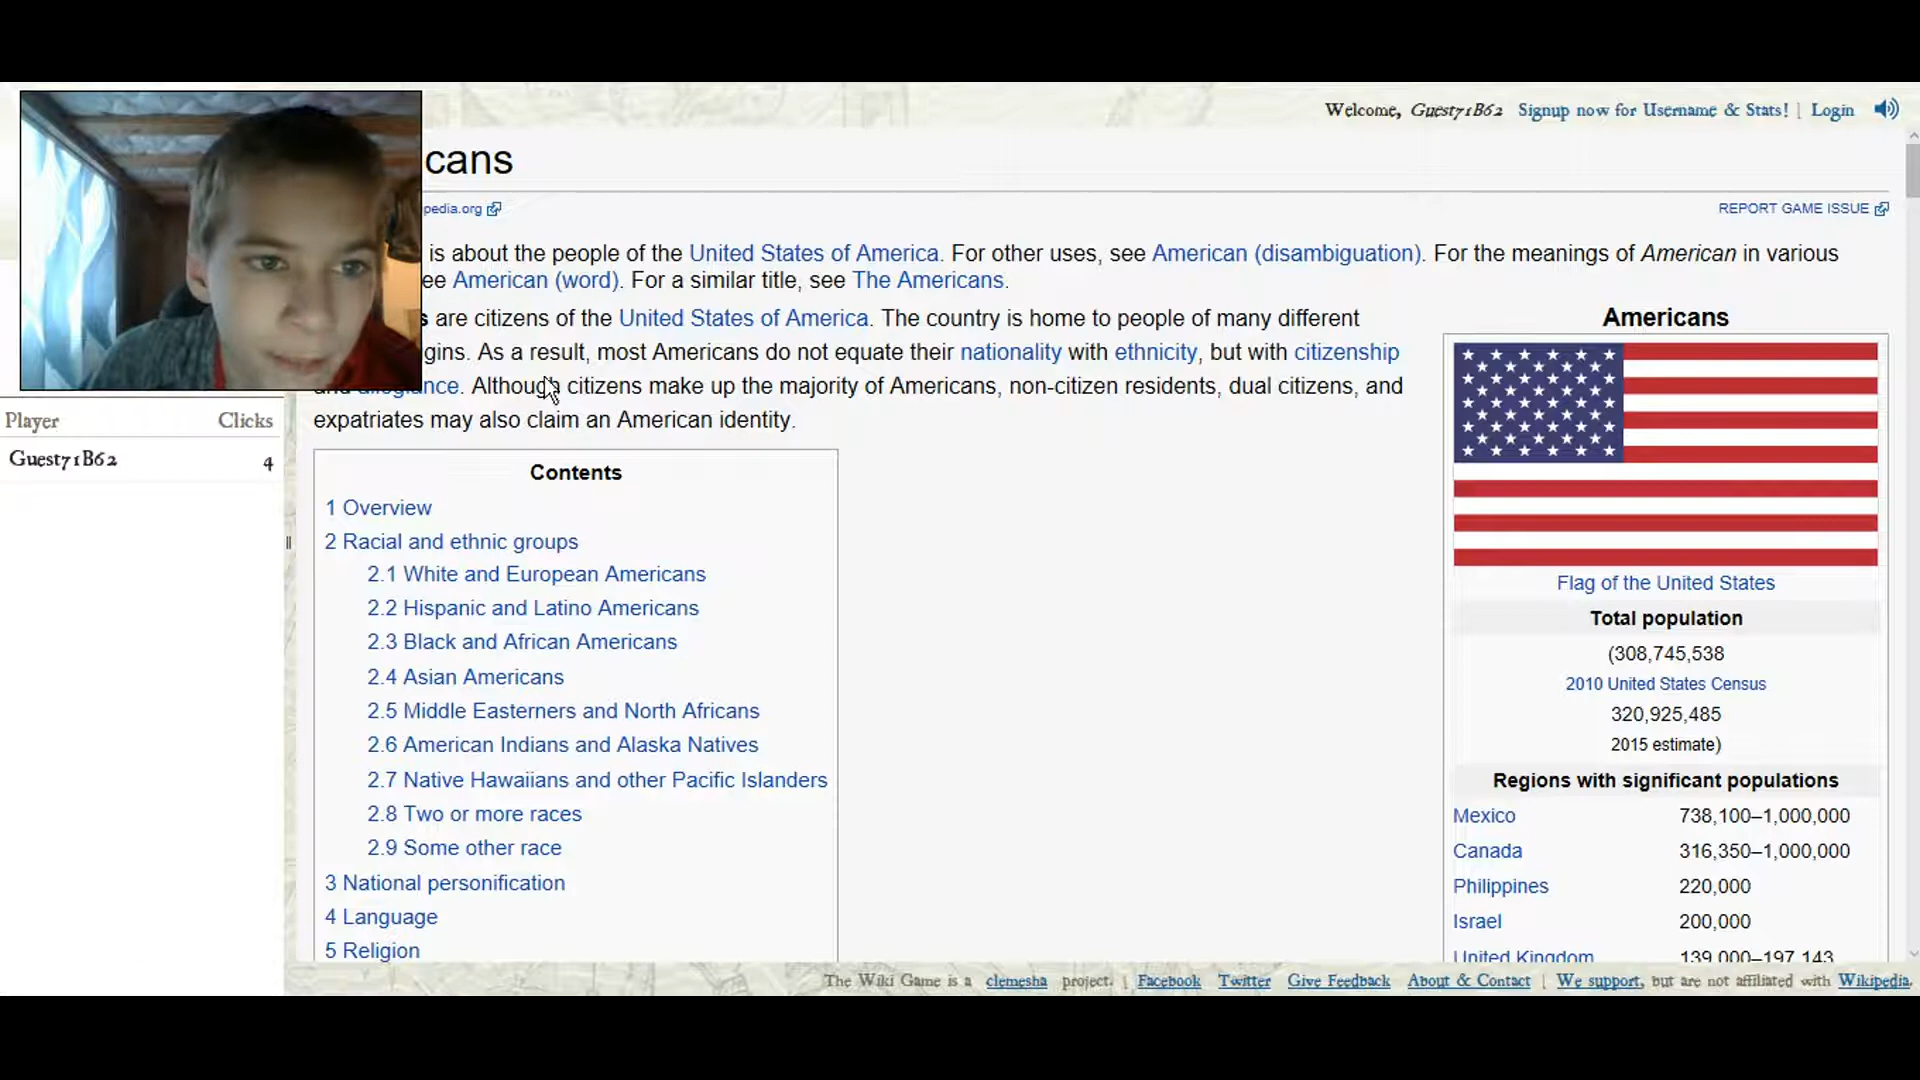 Welcome, Guest71B62 Signup now for Username & Stats! | Login
cans
pedia.org
REPORT GAME ISSUE
is about the people of the United States of America. For other uses, see American (disambiguation). For the meanings of American in various
ee American (word). For a similar title, see The Americans.
s are citizens of the United States of America. The country is home to people of many different
gins. As a result, most Americans do not equate their nationality with ethnicity, but with citizenship
and allegiance. Although citizens make up the majority of Americans, non-citizen residents, dual citizens, and
expatriates may also claim an American identity.
Player Clicks
Guest71B62 4
Contents
1 Overview
2 Racial and ethnic groups
2.1 White and European Americans
2.2 Hispanic and Latino Americans
2.3 Black and African Americans
2.4 Asian Americans
2.5 Middle Easterners and North Africans
2.6 American Indians and Alaska Natives
2.7 Native Hawaiians and other Pacific Islanders
2.8 Two or more races
2.9 Some other race
3 National personification
4 Language
5 Religion
Americans
Flag of the United States
Total population
(308,745,538
2010 United States Census
320,925,485
2015 estimate)
Regions with significant populations
Mexico 738,100–1,000,000
Canada 316,350–1,000,000
Philippines 220,000
Israel 200,000
United Kingdom 139,000–197,143
The Wiki Game is a clemesha project. | Facebook Twitter Give Feedback About & Contact | We support, but are not affiliated with Wikipedia.